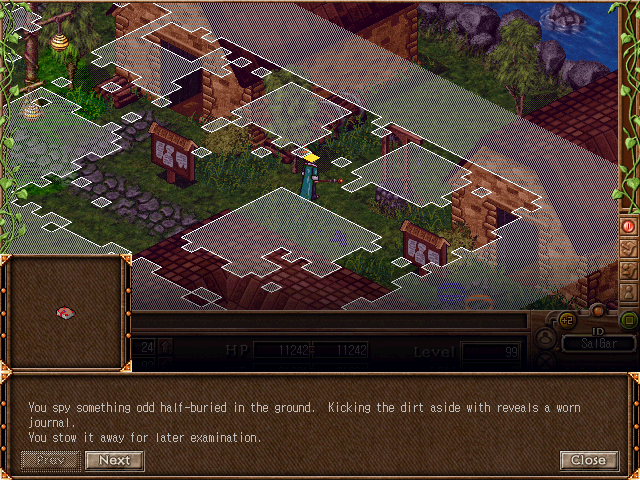 +2
ID
SalGar
24
HP
11242
11242
Level
99
You spy something odd half-buried in the ground.  Kicking the dirt aside with reveals a worn
journal.
You stow it away for later examination.
Prev
Next
Close